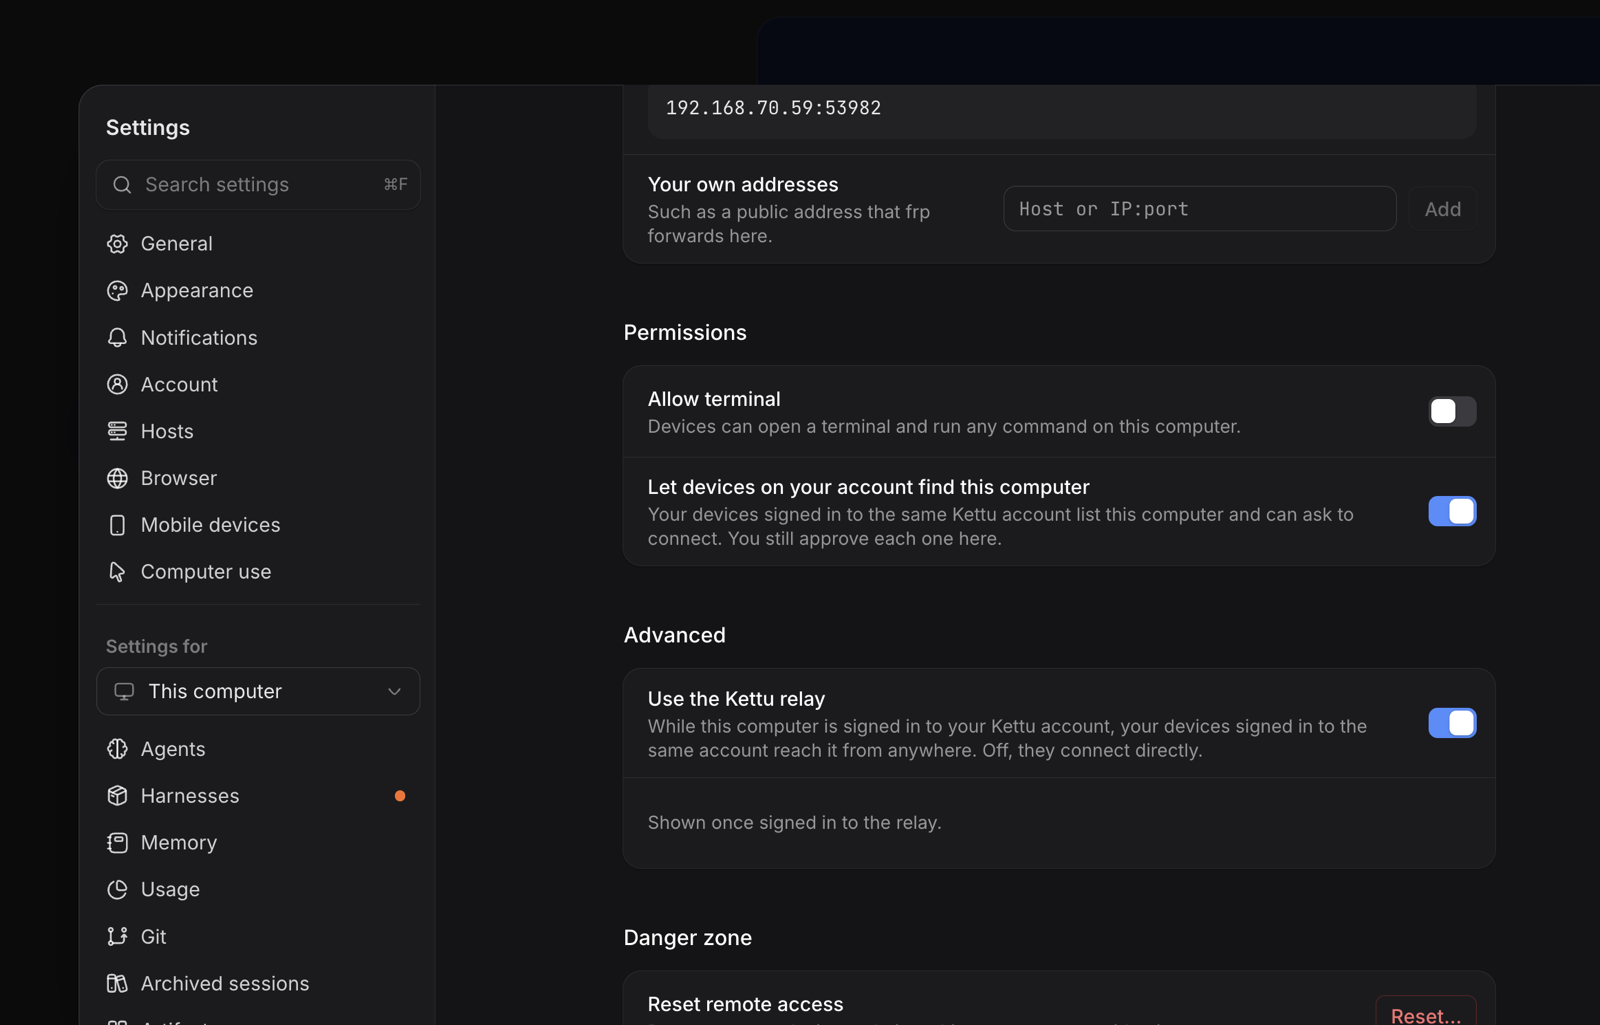 Settings
Search settings ⌘F
General
Appearance
Notifications
Account
Hosts
Browser
Mobile devices
Computer use
Settings for
This computer
Agents
Harnesses
Memory
Usage
Git
Archived sessions
192.168.70.59:53982
Your own addresses
Such as a public address that frp
forwards here.
Host or IP:port
Add
Permissions
Allow terminal
Devices can open a terminal and run any command on this computer.
Let devices on your account find this computer
Your devices signed in to the same Kettu account list this computer and can ask to
connect. You still approve each one here.
Advanced
Use the Kettu relay
While this computer is signed in to your Kettu account, your devices signed in to the
same account reach it from anywhere. Off, they connect directly.
Shown once signed in to the relay.
Danger zone
Reset remote access
Reset...